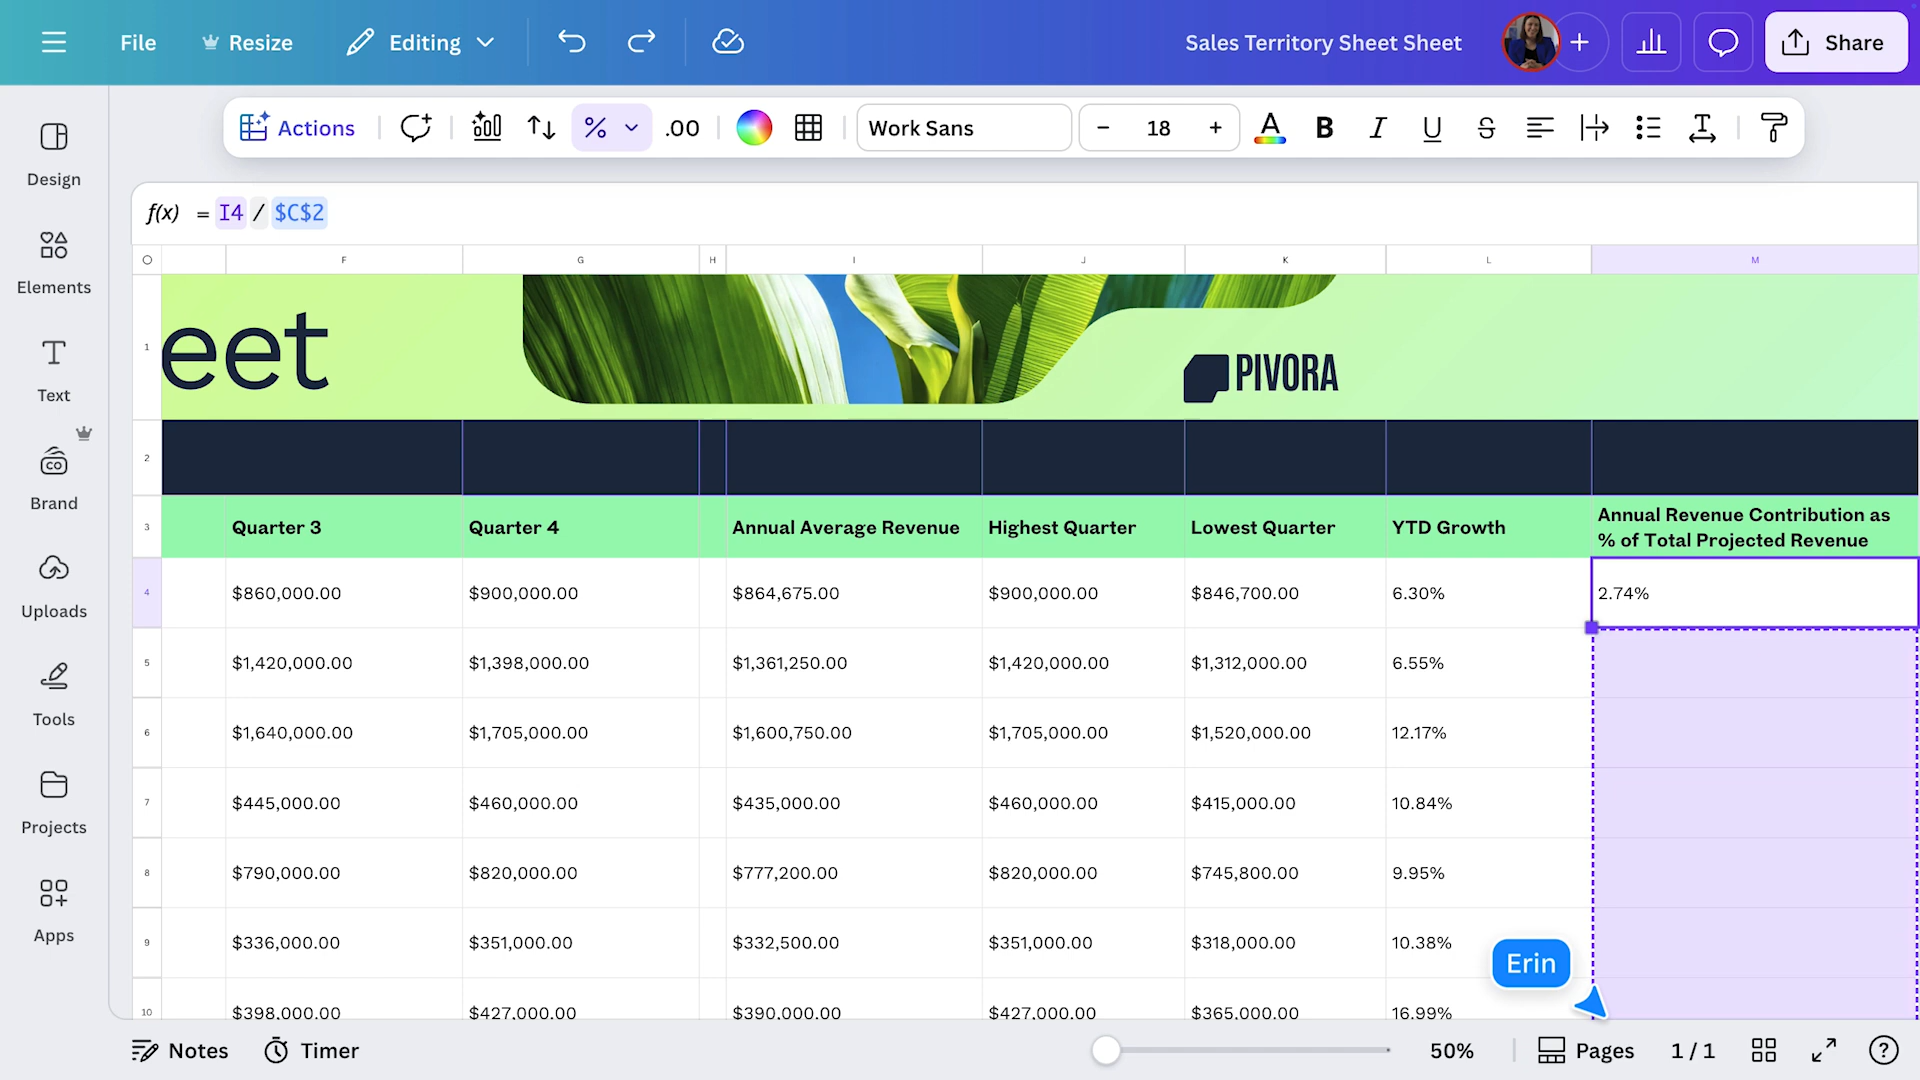 File
Resize
Editing
Sales Territory Sheet Sheet
Share
Design
Elements
Text
Brand
Uploads
Tools
Projects
Apps
Actions
% .00
Work Sans
− 18 +
A B I U S
f(x) = I4 / $C$2
F G H I J K L M
1
eet
PIVORA
2
3 Quarter 3 Quarter 4 Annual Average Revenue Highest Quarter Lowest Quarter YTD Growth Annual Revenue Contribution as
% of Total Projected Revenue
4 $860,000.00 $900,000.00 $864,675.00 $900,000.00 $846,700.00 6.30% 2.74%
5 $1,420,000.00 $1,398,000.00 $1,361,250.00 $1,420,000.00 $1,312,000.00 6.55%
6 $1,640,000.00 $1,705,000.00 $1,600,750.00 $1,705,000.00 $1,520,000.00 12.17%
7 $445,000.00 $460,000.00 $435,000.00 $460,000.00 $415,000.00 10.84%
8 $790,000.00 $820,000.00 $777,200.00 $820,000.00 $745,800.00 9.95%
9 $336,000.00 $351,000.00 $332,500.00 $351,000.00 $318,000.00 10.38%
Erin
10 $398,000.00 $427,000.00 $390,000.00 $427,000.00 $365,000.00 16.99%
Notes
Timer
50%
Pages
1 / 1
?